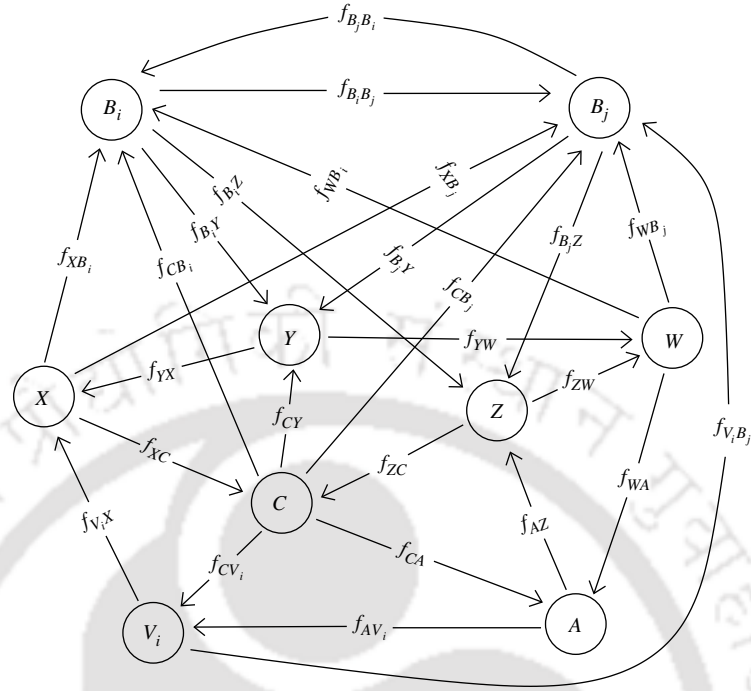 f_{B_jB_i}
B_i
f_{B_iB_j}
B_j
f_{XB_i}
f_{CB_i}
f_{B_iY}
f_{B_iZ}
f_{WB_i}
f_{XB_j}
f_{B_jY}
f_{CB_j}
f_{B_jZ}
f_{WB_j}
Y
f_{YW}
W
f_{YX}
X
f_{CY}
Z
f_{ZW}
f_{V_iB_j}
f_{XC}
f_{ZC}
f_{WA}
C
f_{V_iX}
f_{CV_i}
f_{CA}
f_{AZ}
V_i
f_{AV_i}
A